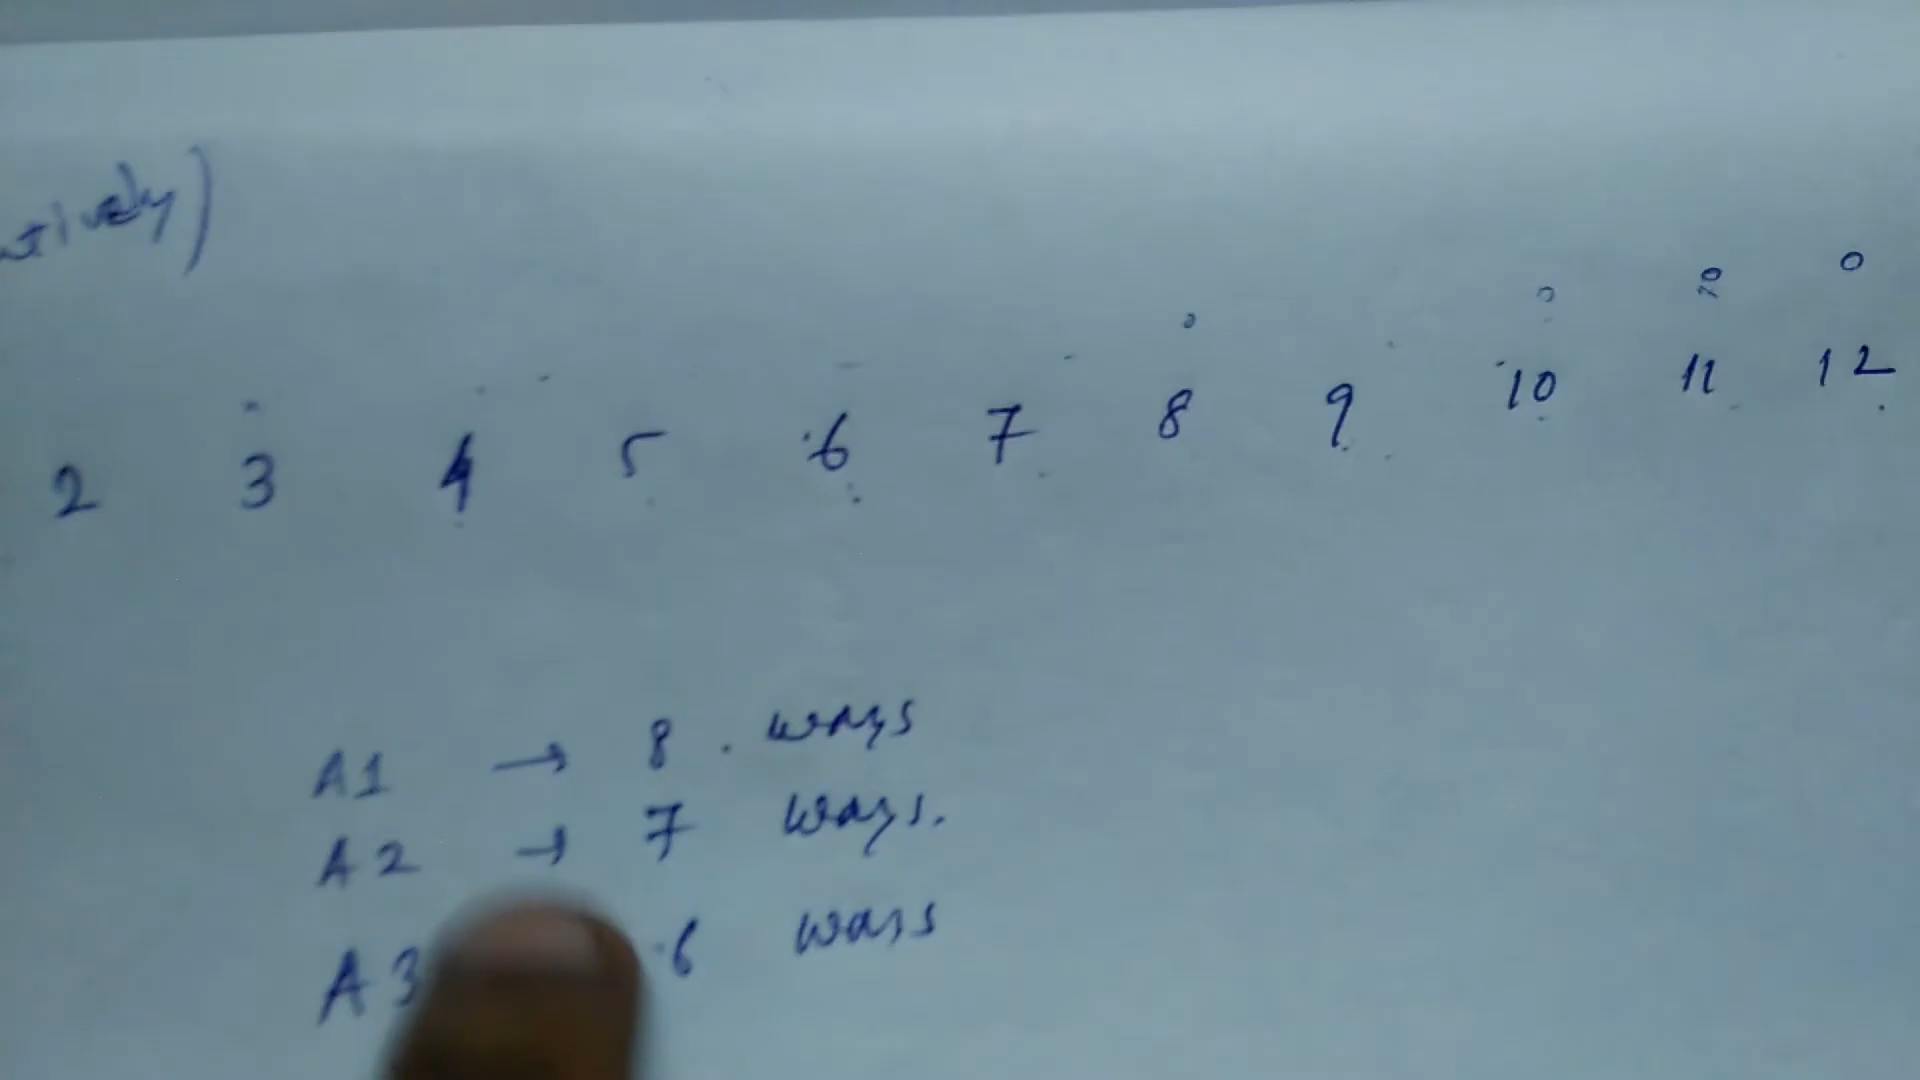 2 3 4 5 6 7 8 9 10 11 12
A1 → 8 ways
A2 → 7 ways.
A3 6 ways